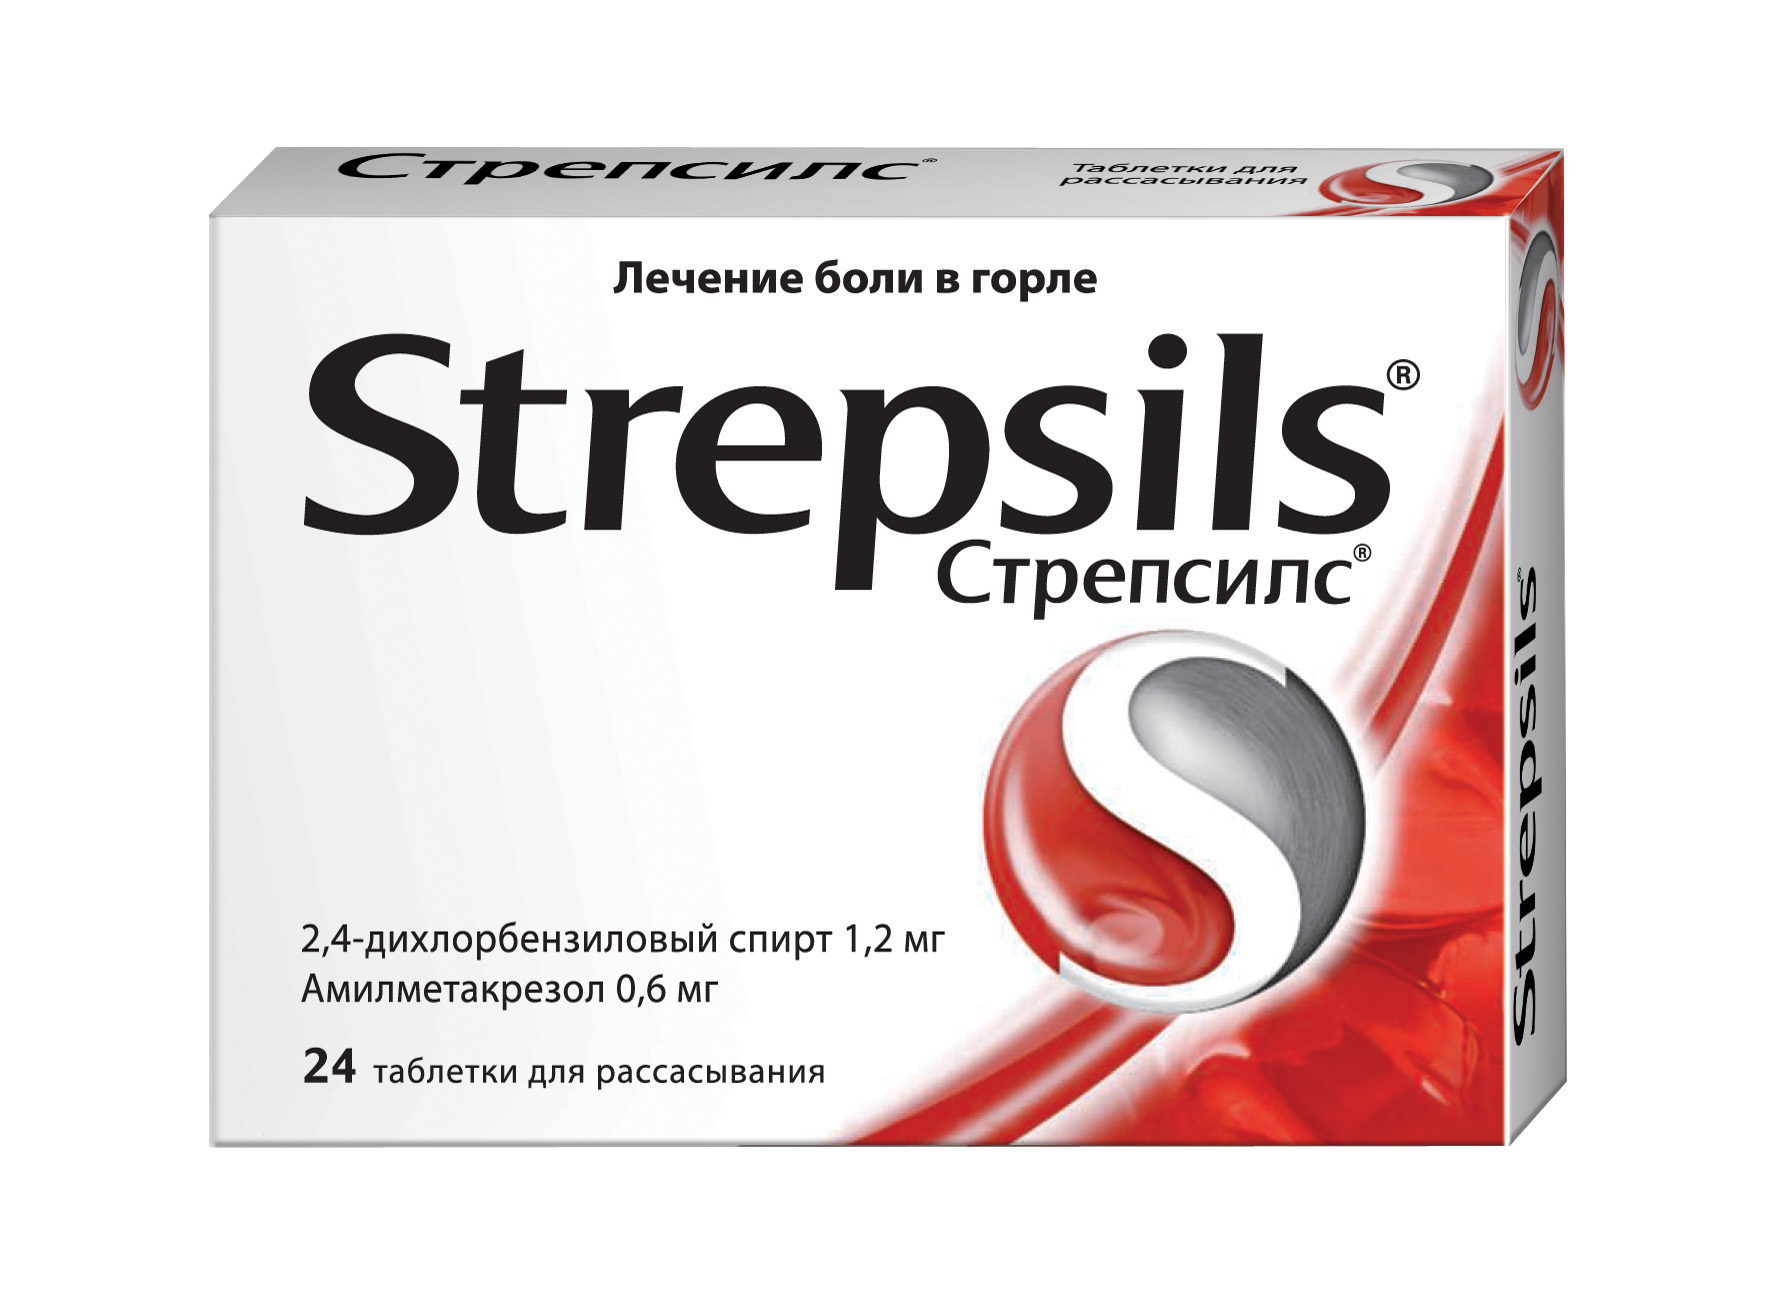 Стрепсилс®
Таблетки для
рассасывания
Лечение боли в горле
Strepsils®
Стрепсилс®
2,4-дихлорбензиловый спирт 1,2 мг
Амилметакрезол 0,6 мг
24 таблетки для рассасывания
Strepsils®